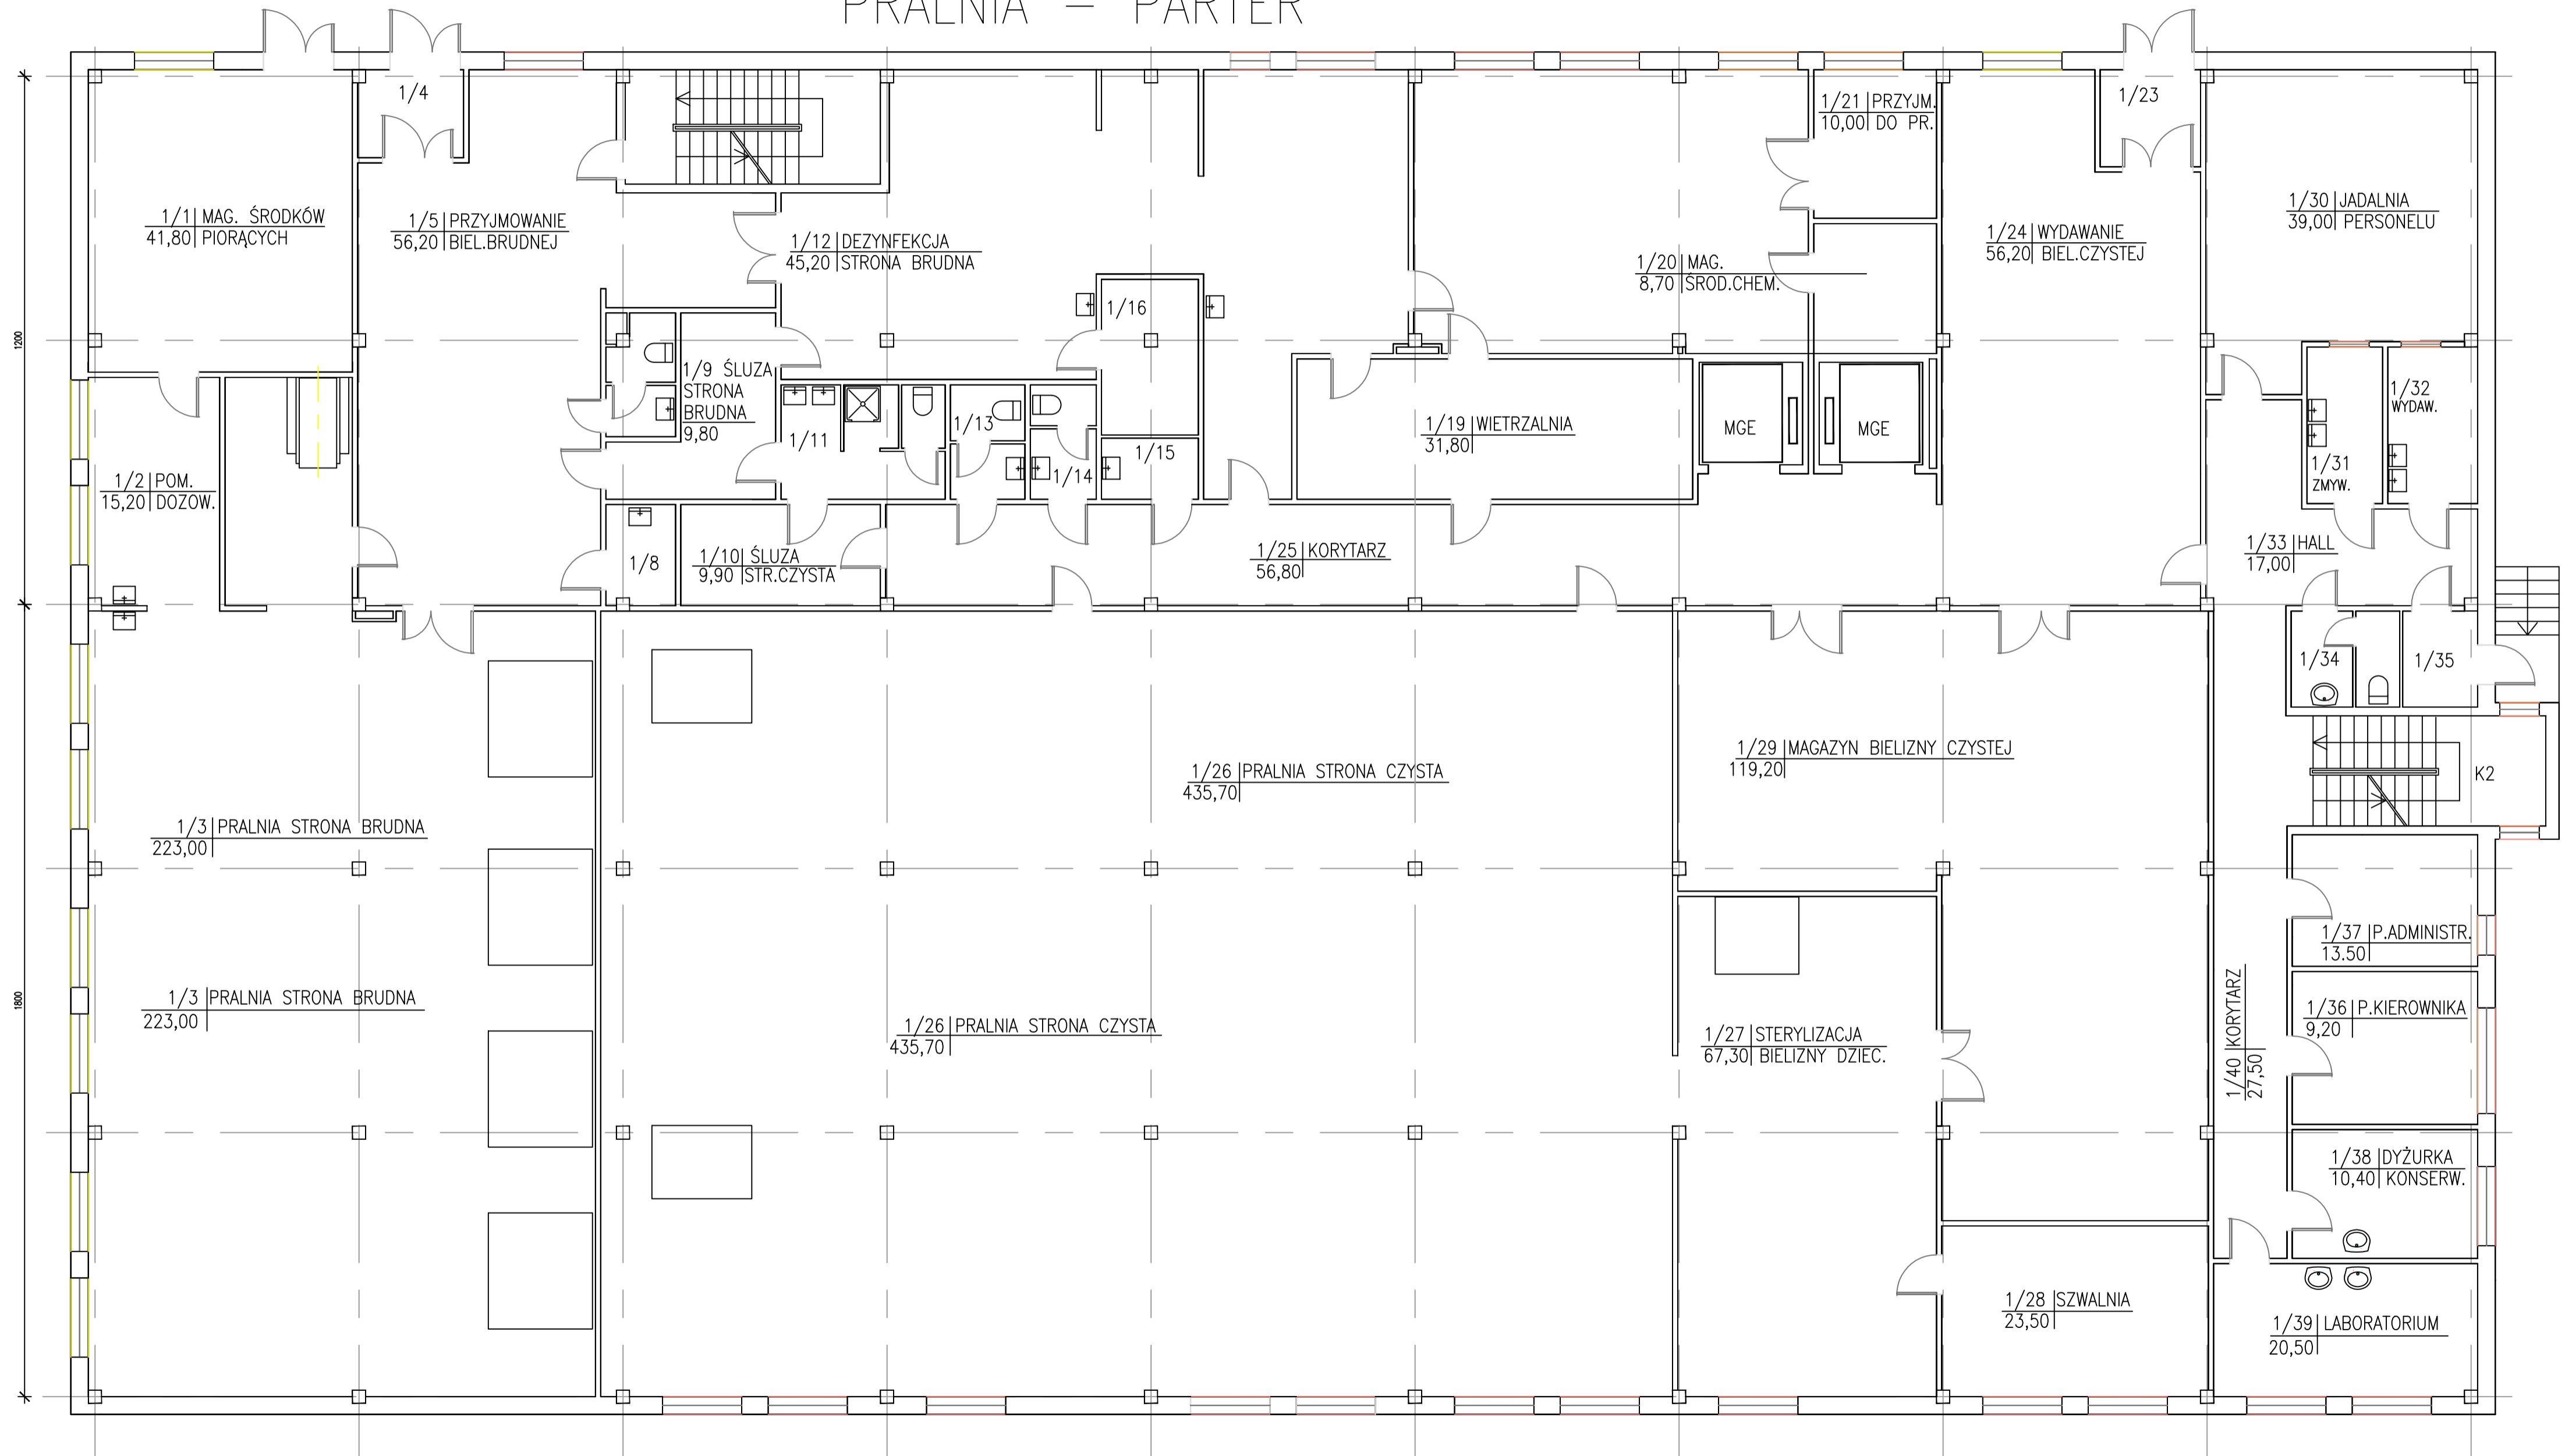 PRALNIA – PARTER
1/4
1/23
1/21 PRZYJM.
10,00 DO PR.
1/1 MAG. ŚRODKÓW
41,80 PIORĄCYCH
1/5 PRZYJMOWANIE
56,20 BIEL.BRUDNEJ
1/12 DEZYNFEKCJA
45,20 STRONA BRUDNA
1/20 MAG.
8,70 ŚROD.CHEM.
1/24 WYDAWANIE
56,20 BIEL.CZYSTEJ
1/30 JADALNIA
39,00 PERSONELU
1/16
1200
1/9 ŚLUZA
STRONA
BRUDNA
9,80
1/11
1/13
1/14
1/15
1/19 WIETRZALNIA
31,80
MGE
MGE
1/32
WYDAW.
1/31
ZMYW.
1/2 POM.
15,20 DOZOW.
1/8
1/10 ŚLUZA
9,90 STR.CZYSTA
1/25 KORYTARZ
56,80
1/33 HALL
17,00
1/34
1/35
1/29 MAGAZYN BIELIZNY CZYSTEJ
119,20
1/26 PRALNIA STRONA CZYSTA
435,70
K2
1/3 PRALNIA STRONA BRUDNA
223,00
1/37 P.ADMINISTR.
13.50
1800
1/3 PRALNIA STRONA BRUDNA
223,00
1/26 PRALNIA STRONA CZYSTA
435,70
1/27 STERYLIZACJA
67,30 BIELIZNY DZIEC.
1/40 KORYTARZ
27,50
1/36 P.KIEROWNIKA
9,20
1/38 DYŻURKA
10,40 KONSERW.
1/28 SZWALNIA
23,50
1/39 LABORATORIUM
20,50